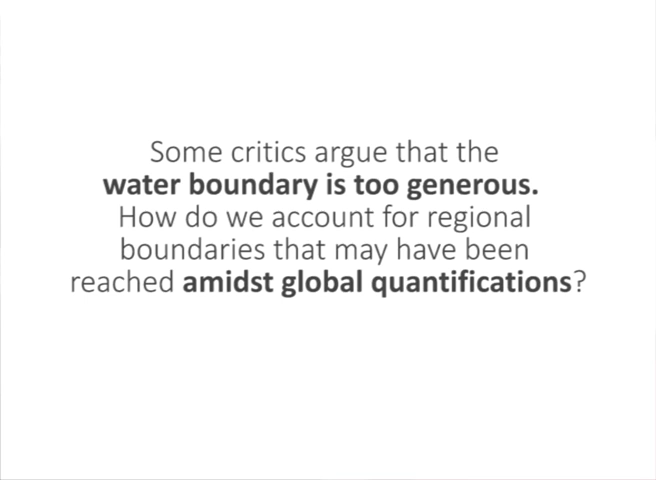 Some critics argue that the
water boundary is too generous.
How do we account for regional
boundaries that may have been
reached amidst global quantifications?